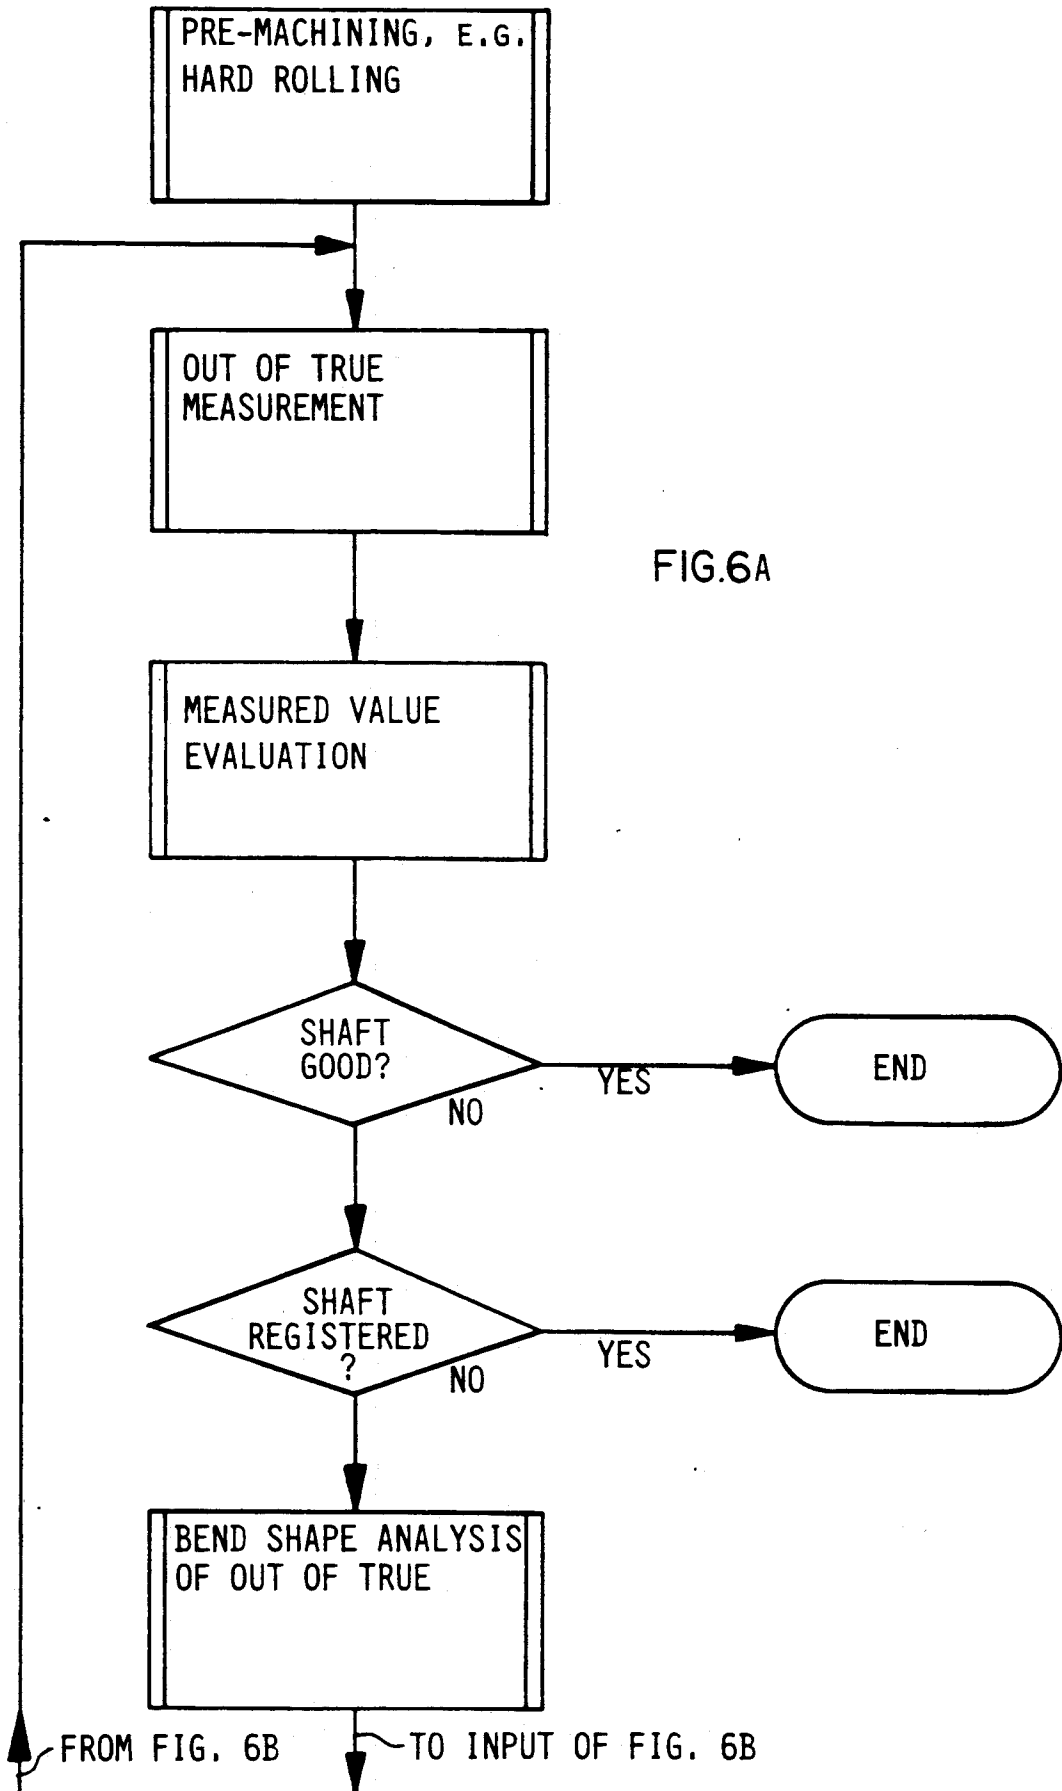 PRE-MACHINING, E.G.
HARD ROLLING
OUT OF TRUE
MEASUREMENT
FIG.6A
MEASURED VALUE
EVALUATION
SHAFT
GOOD?
YES
NO
END
SHAFT
REGISTERED
?
YES
NO
END
BEND SHAPE ANALYSIS
OF OUT OF TRUE
FROM FIG. 6B
TO INPUT OF FIG. 6B